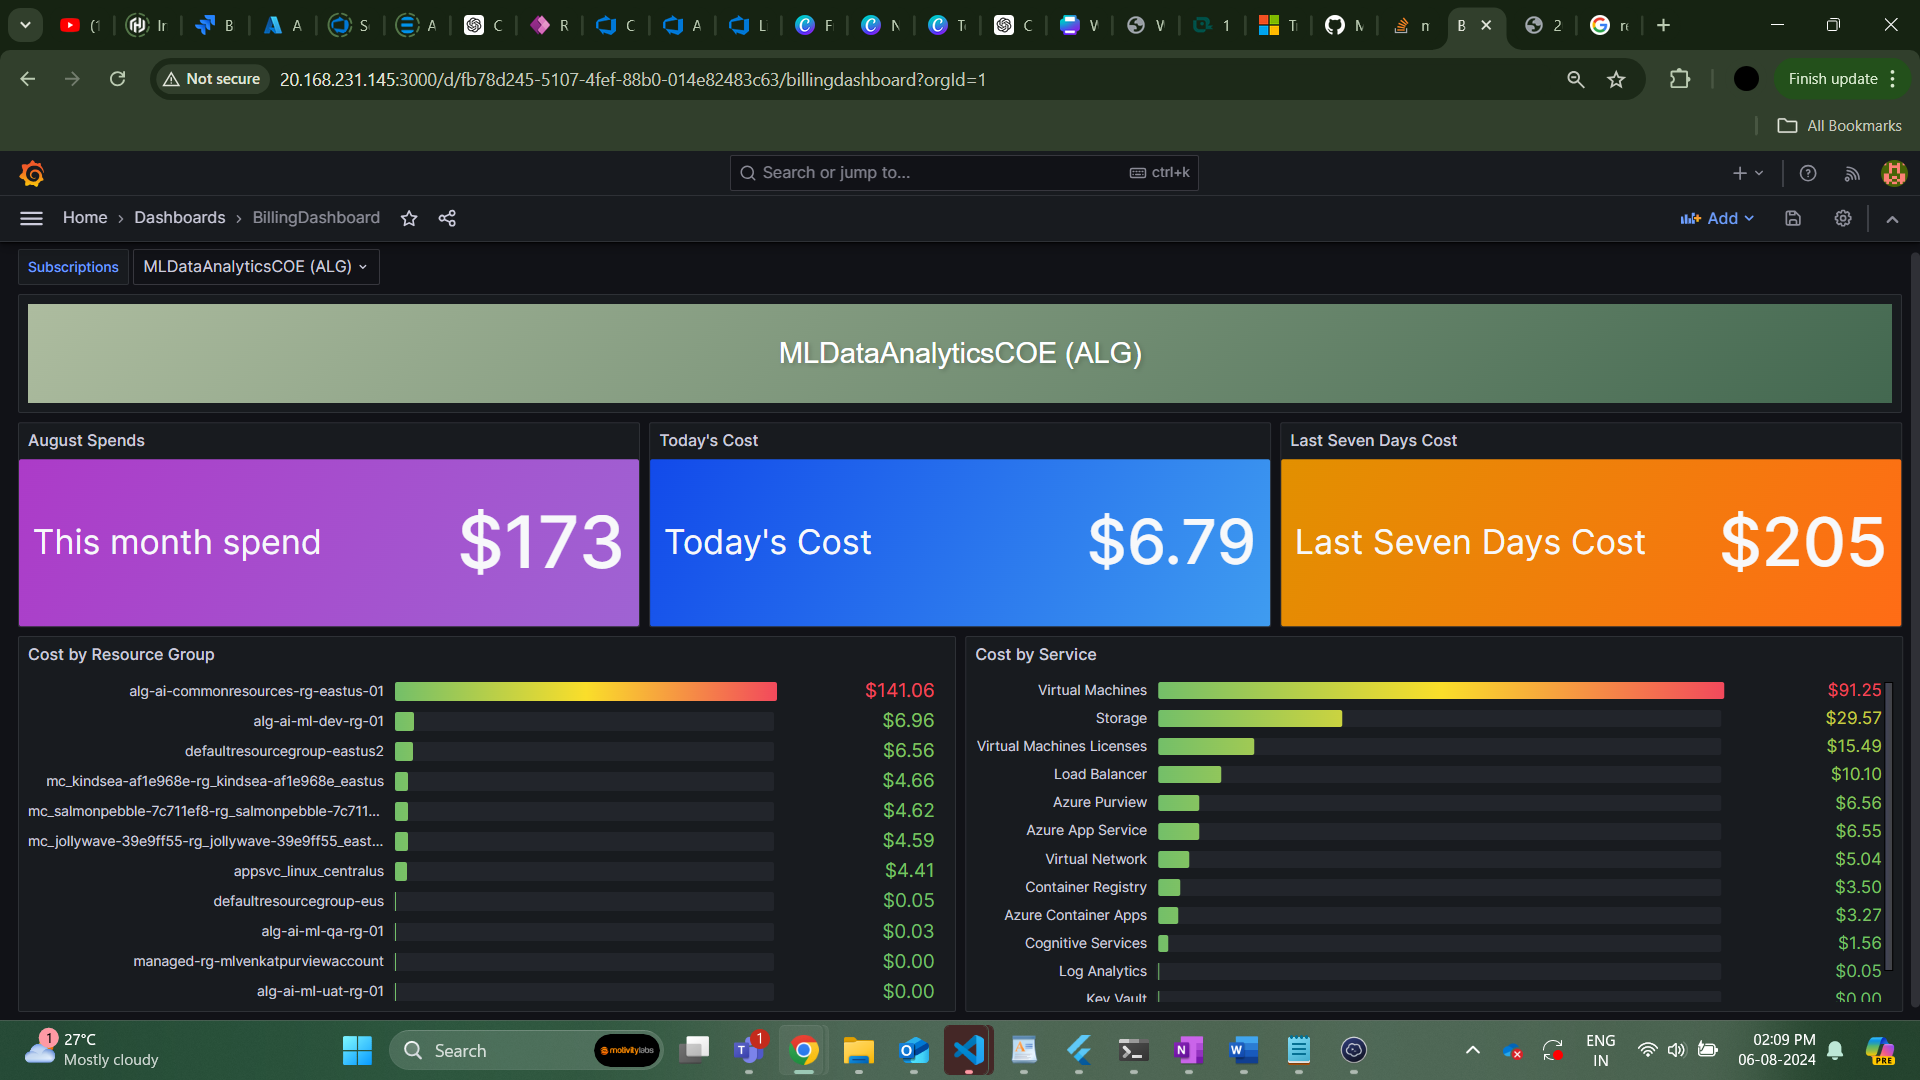 (1
Ir
B
A
S
A
C
R
C
A
Li
F
N
T
C
V
V
1
T
M
n
B
2
re
Not secure
20.168.231.145:3000/d/fb78d245-5107-4fef-88b0-014e82483c63/billingdashboard?orgId=1
Finish update
All Bookmarks
Search or jump to...
ctrl+k
Home › Dashboards › BillingDashboard
Add
Subscriptions
MLDataAnalyticsCOE (ALG)
MLDataAnalyticsCOE (ALG)
August Spends
This month spend
$173
Today's Cost
Today's Cost
$6.79
Last Seven Days Cost
Last Seven Days Cost
$205
Cost by Resource Group
alg-ai-commonresources-rg-eastus-01 $141.06
alg-ai-ml-dev-rg-01 $6.96
defaultresourcegroup-eastus2 $6.56
mc_kindsea-af1e968e-rg_kindsea-af1e968e_eastus $4.66
mc_salmonpebble-7c711ef8-rg_salmonpebble-7c711... $4.62
mc_jollywave-39e9ff55-rg_jollywave-39e9ff55_east... $4.59
appsvc_linux_centralus $4.41
defaultresourcegroup-eus $0.05
alg-ai-ml-qa-rg-01 $0.03
managed-rg-mlvenkatpurviewaccount $0.00
alg-ai-ml-uat-rg-01 $0.00
Cost by Service
Virtual Machines $91.25
Storage $29.57
Virtual Machines Licenses $15.49
Load Balancer $10.10
Azure Purview $6.56
Azure App Service $6.55
Virtual Network $5.04
Container Registry $3.50
Azure Container Apps $3.27
Cognitive Services $1.56
Log Analytics $0.05
Key Vault $0.00
1
27°C
Mostly cloudy
Search
motivitylabs
1
ENG
IN
02:09 PM
06-08-2024
PRE